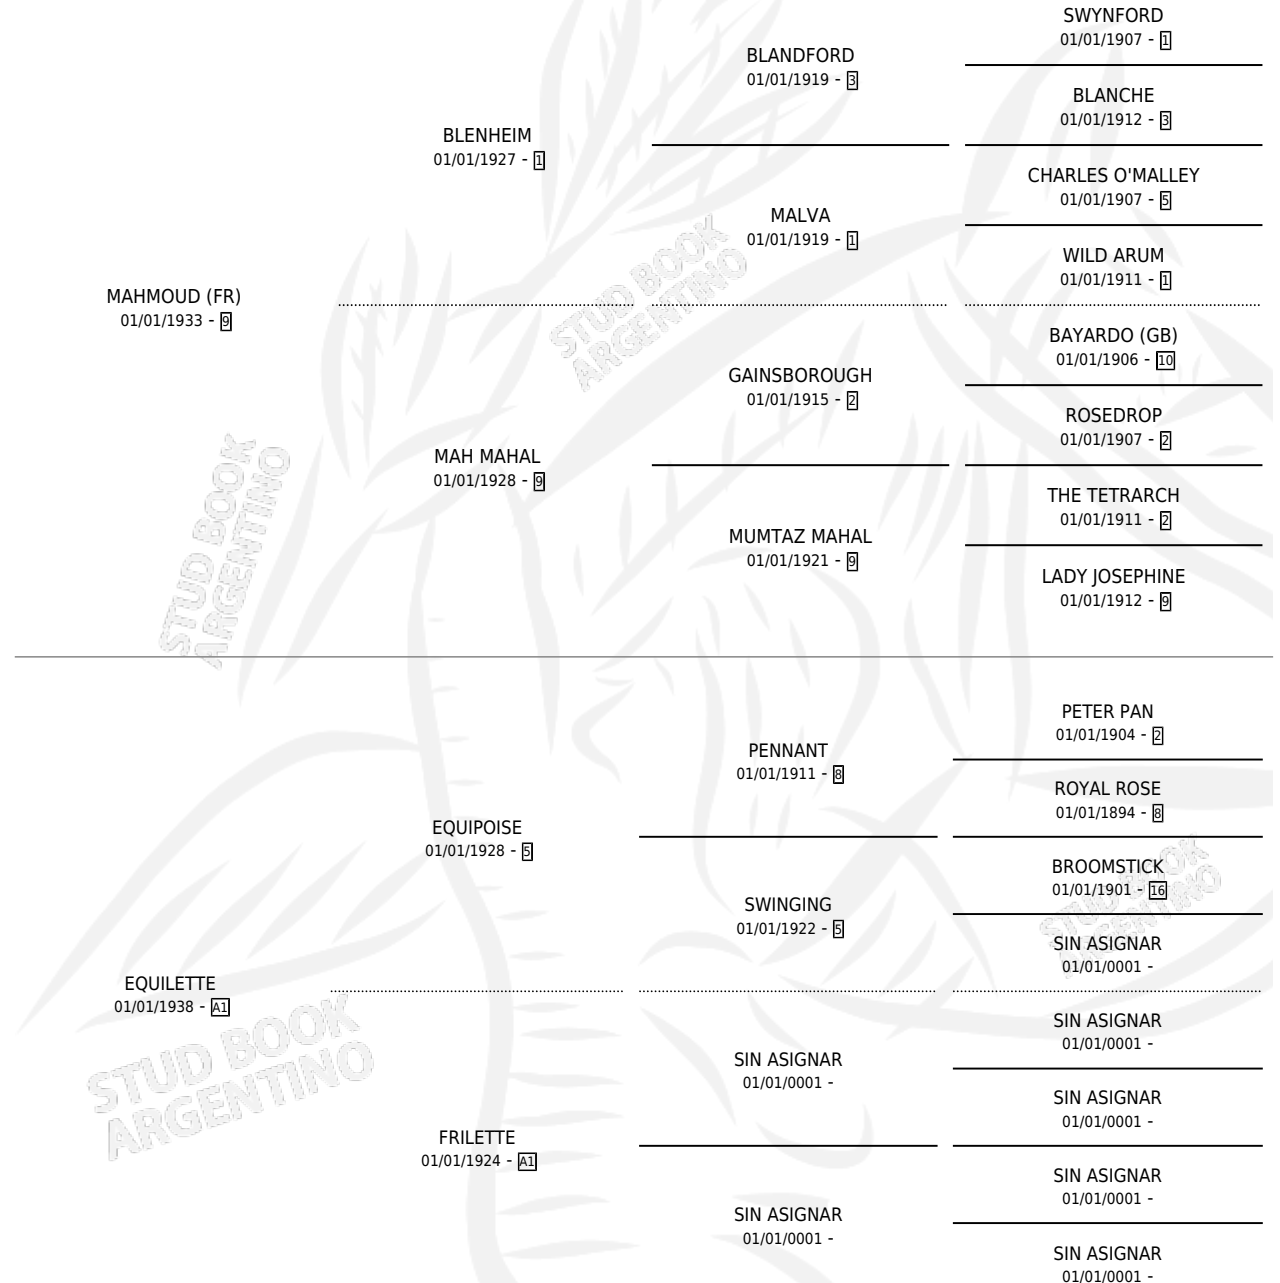 SWYNFORD
01/01/1907 - 1
BLANDFORD
01/01/1919 - 3
BLANCHE
01/01/1912 - 3
BLENHEIM
01/01/1927 - 1
CHARLES O'MALLEY
01/01/1907 - 5
MALVA
01/01/1919 - 1
WILD ARUM
01/01/1911 - 1
MAHMOUD (FR)
01/01/1933 - 9
BAYARDO (GB)
01/01/1906 - 10
GAINSBOROUGH
01/01/1915 - 2
ROSEDROP
01/01/1907 - 2
MAH MAHAL
01/01/1928 - 9
THE TETRARCH
01/01/1911 - 2
MUMTAZ MAHAL
01/01/1921 - 9
LADY JOSEPHINE
01/01/1912 - 9
STUD BOOK
ARGENTINO
STUD BOOK
ARGENTINO
PETER PAN
01/01/1904 - 2
PENNANT
01/01/1911 - 8
ROYAL ROSE
01/01/1894 - 8
EQUIPOISE
01/01/1928 - 5
BROOMSTICK
01/01/1901 - 16
SWINGING
01/01/1922 - 5
SIN ASIGNAR
01/01/0001 -
EQUILETTE
01/01/1938 - A1
SIN ASIGNAR
01/01/0001 -
SIN ASIGNAR
01/01/0001 -
SIN ASIGNAR
01/01/0001 -
FRILETTE
01/01/1924 - A1
SIN ASIGNAR
01/01/0001 -
SIN ASIGNAR
01/01/0001 -
SIN ASIGNAR
01/01/0001 -
STUD BOOK
ARGENTINO
STUD BOOK
ARGENTINO